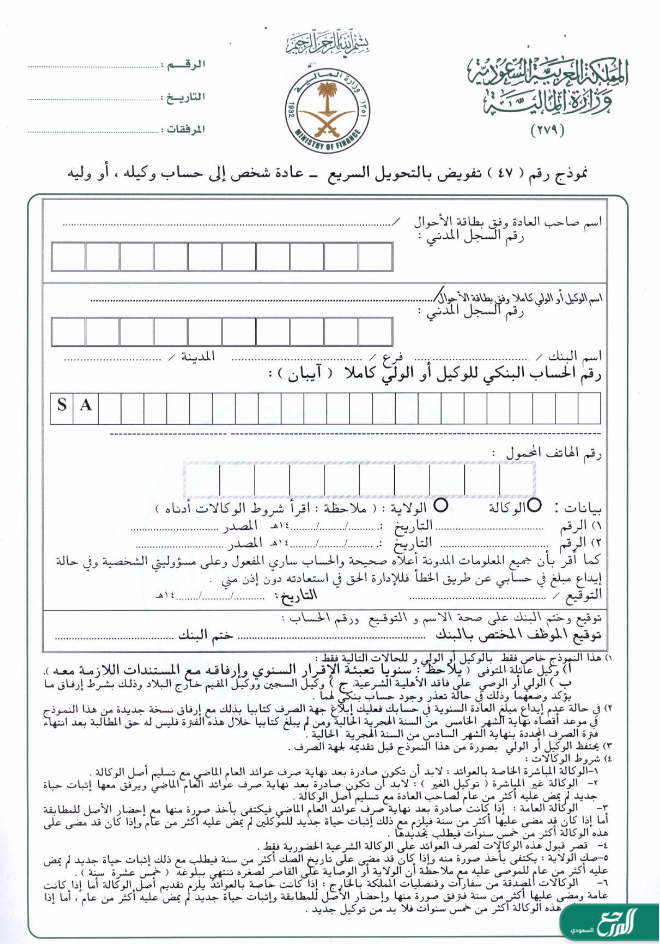 بسم الله الرحمن الرحيم
المملكة العربية السعودية
وزارة المالية
(٢٧٩)
وزارة المالية
١٣٥١
1932
MINISTRY OF FINANCE
الرقم :
التاريخ :
المرفقات :
نموذج رقم ( ٤٧ ) تفويض بالتحويل السريع ــ عادة شخص إلى حساب وكيله ، أو وليه
اسم صاحب العادة وفق بطاقة الأحوال /
رقم السجل المدني :
اسم الوكيل أو الولي كاملا وفق بطاقة الأحوال/
رقم السجل المدني :
اسم البنك / فرع / المدينة /
رقم الحساب البنكي للوكيل أو الولي كاملا ( آيبان ) :
S A
رقم الهاتف المحمول :
بيانات : الوكالة الولاية : ( ملاحظة : اقرأ شروط الوكالات أدناه )
١) الرقم التاريخ : / / ١٤هـ المصدر
٢) الرقم التاريخ : / / ١٤هـ المصدر
كما أقر بأن جميع المعلومات المدونة أعلاه صحيحة والحساب ساري المفعول وعلى مسؤوليتي الشخصية وفي حالة
إيداع مبلغ في حسابي عن طريق الخطأ فللإدارة الحق في استعادته دون إذن مني .
التوقيع / التاريخ: / / ١٤هـ
توقيع وختم البنك على صحة الاسم و التوقيع ورقم الحساب :
توقيع الموظف المختص بالبنك ختم البنك
١) هذا النموذج خاص فقط بالوكيل أو الولي و للحالات التالية فقط :
أ) ركيل عائلة المتوفى ( يلاحظ : سنويا تعبئة الإقرار السنوي وإرفاقه مع المستندات اللازمة معه ).
ب ) الولي أو الوصي على فاقد الأهلية الشرعية. ج ) وكيل السجين ووكيل المقيم خارج البلاد وذلك بشرط إرفاق ما
يؤكد وضعهما وذلك في حالة تعذر وجود حساب بنكي لهما .
٢) في حالة عدم إيداع مبلغ العادة السنوية في حسابك فعليك إبلاغ جهة الصرف كتابيا بذلك مع إرفاق نسخة جديدة من هذا النموذج
في موعد أقصاه نهاية الشهر الخامس من السنة الهجرية الحالية ومن لم يبلغ كتابيا خلال هذه الفترة فليس له حق المطالبة بعد انتهاء
فترة الصرف المحددة بنهاية الشهر السادس من السنة الهجرية الحالية .
٣) يحتفظ الوكيل أو الولي بصورة من هذا النموذج قبل تقديمه لجهة الصرف .
٤) شروط الوكالات :
١–الوكالة المباشرة الخاصة بالعوائد : لابد أن تكون صادرة بعد نهاية صرف عوائد العام الماضي مع تسليم أصل الوكالة .
٢– الوكالة غير المباشرة ( توكيل الغير ) : لابد أن تكون صادرة بعد نهاية صرف عوائد العام الماضي ويرفق معها إثبات حياة
جديد لم يمض عليه أكثر من عام لصاحب العادة مع تسليم أصل الوكالة .
٣– الوكالة العامة : إذا كانت صادرة بعد نهاية صرف عوائد العام الماضي فيكتفى بأخذ صورة منها مع إحضار الأصل للمطابقة
أما إذا كان قد مضى عليها أكثر من سنة فيلزم مع ذلك إثبات حياة جديد للموكلين لم يمض عليه أكثر من عام وإذا كان قد مضى على
هذه الوكالة أكثر من خمس سنوات فيطلب تجديدها .
٤– قصر قبول هذه الوكالات لصرف العوائد على الوكالة الشرعية الحضورية فقط .
٥–صك الولاية : يكتفى بأخذ صورة منه وإذا كان قد مضى على تاريخ الصك أكثر من سنة فيطلب مع ذلك إثبات حياة جديد لم يمض
عليه أكثر من عام للموصى عليه مع ملاحظة أن الولاية أو الوصاية على القاصر لصغره تنتهي ببلوغه ( خمس عشرة سنة ) .
٦– الوكالات المصدقة من سفارات وقنصليات المملكة بالخارج : إذا كانت خاصة بالعوائد يلزم تقديم أصل الوكالة أما إذا كانت
عامة ومضى عليها أكثر من سنة فترفق صورة منها وإحضار الأصل للمطابقة وإثبات حياة جديد لم يمض عليه أكثر من عام ، أما إذا
هذه الوكالة أكثر من خمس سنوات فلا بد من توكيل جديد .
المرجع
السعودي